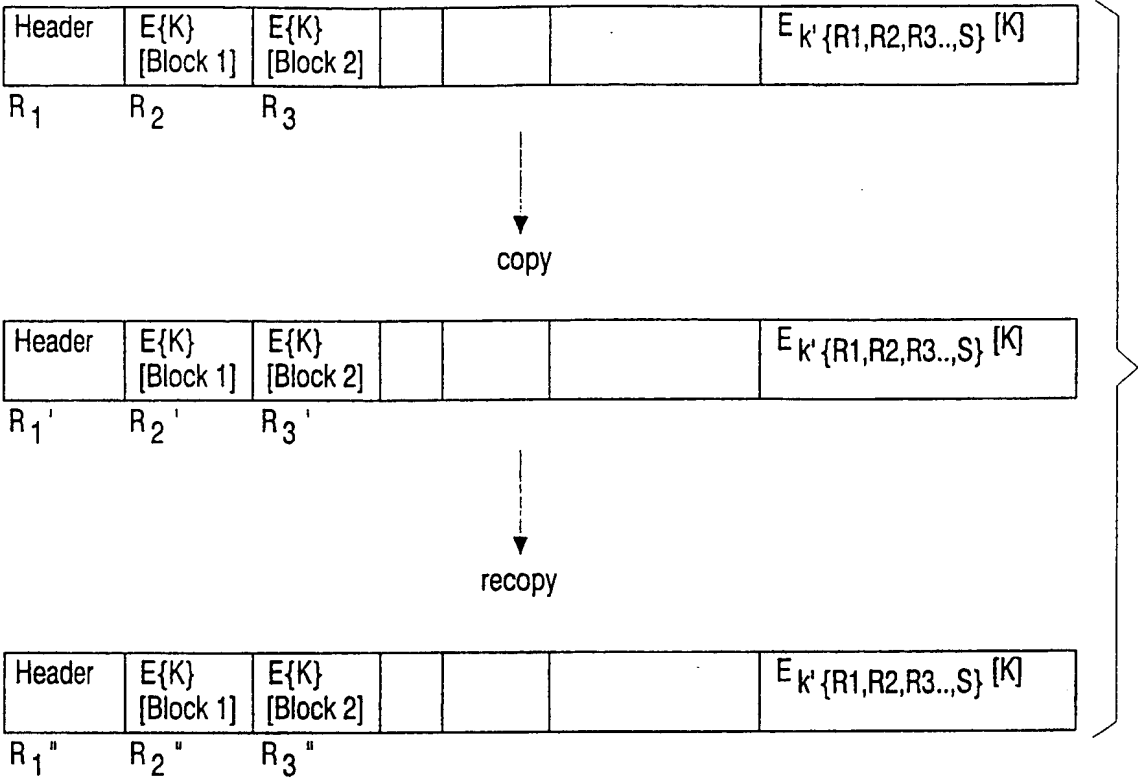 Header E{K} E{K} E k' {R1,R2,R3..,S} [K]
[Block 1] [Block 2]
R 1 R 2 R 3
copy
Header E{K} E{K} E k' {R1,R2,R3..,S} [K]
[Block 1] [Block 2]
R 1 ' R 2 ' R 3 '
recopy
Header E{K} E{K} E k' {R1,R2,R3..,S} [K]
[Block 1] [Block 2]
R 1 " R 2 " R 3 "